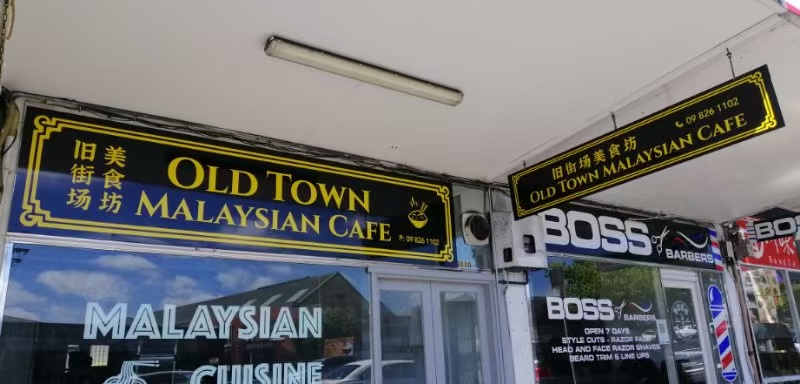 旧街场
美食坊
OLD TOWN
MALAYSIAN CAFE
P: 09 826 1102
旧街场美食坊
09 826 1102
OLD TOWN MALAYSIAN CAFE
MALAYSIAN
CUISINE
BOSS
BARBERS
BOSS
BARBERS
OPEN 7 DAYS
STYLE CUTS - RAZOR FADE
HEAD AND FACE RAZOR SHAVES
BEARD TRIM & LINE UPS